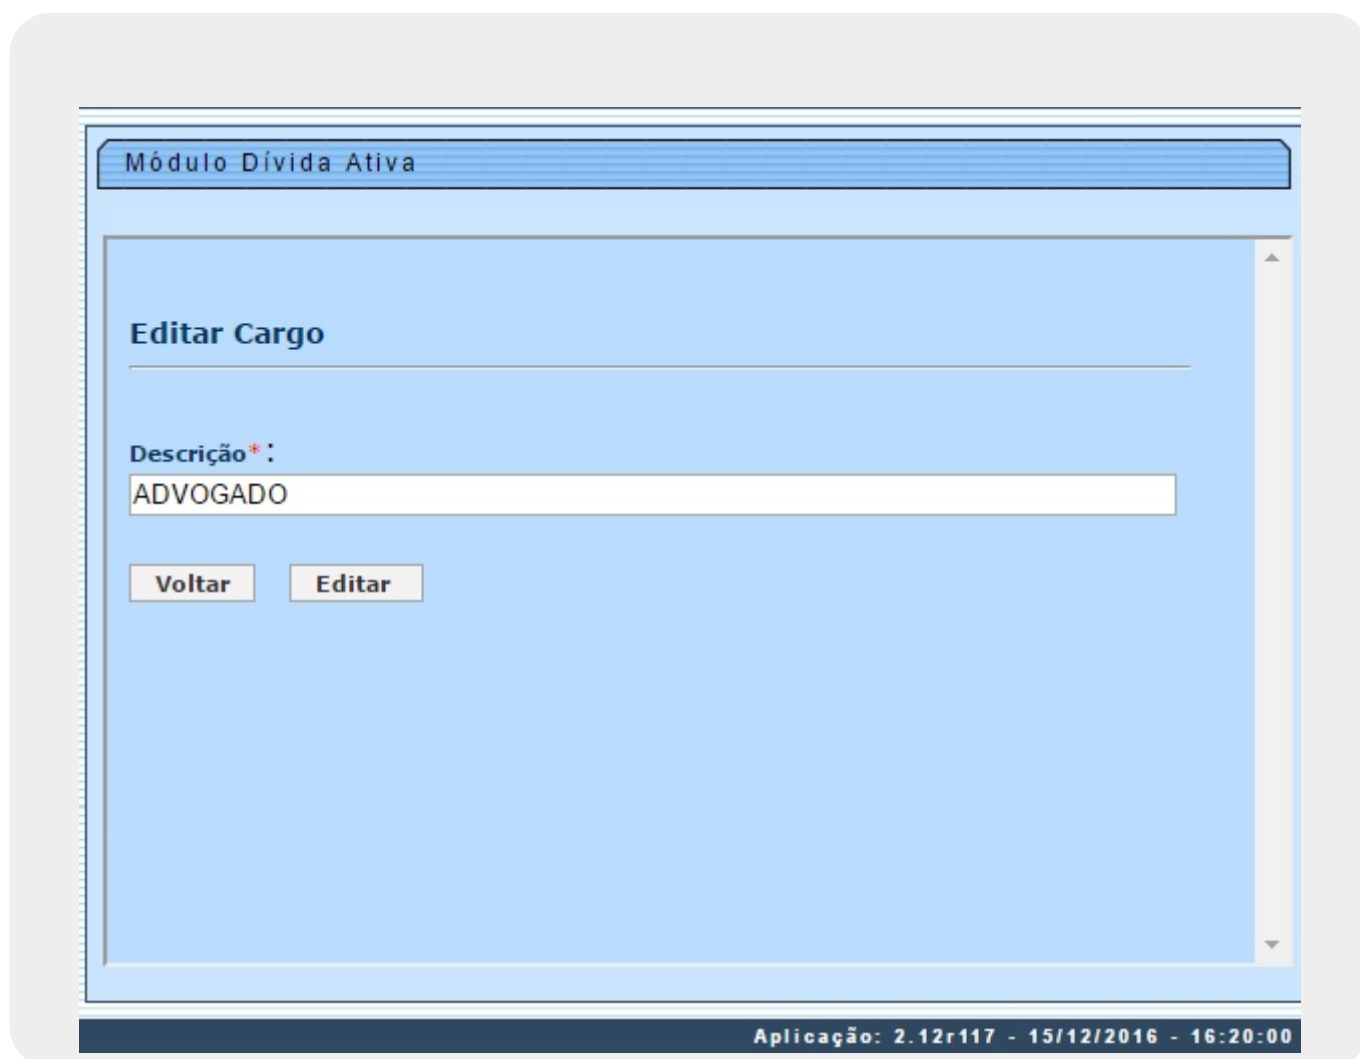 Módulo Dívida Ativa
Editar Cargo
Descrição*:
ADVOGADO
Voltar Editar
Aplicação: 2.12r117 - 15/12/2016 - 16:20:00